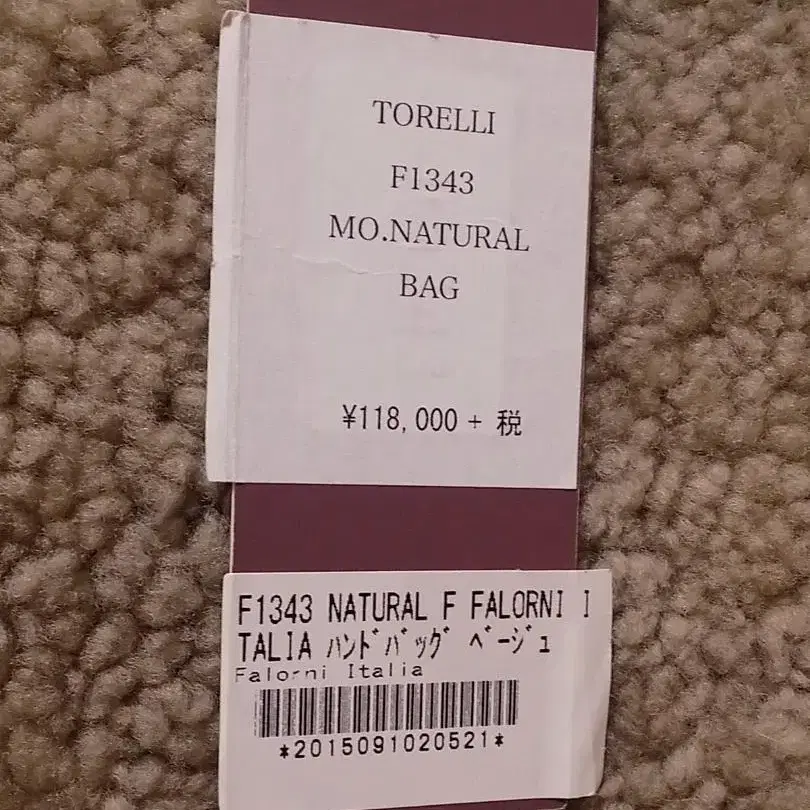 TORELLI
F1343
MO.NATURAL
BAG
¥118,000 + 税
F1343 NATURAL F FALORNI I
TALIA ﾊﾝﾄﾞﾊﾞｯｸﾞ ﾍﾞｰｼﾞｭ
Falorni Italia
*2015091020521*